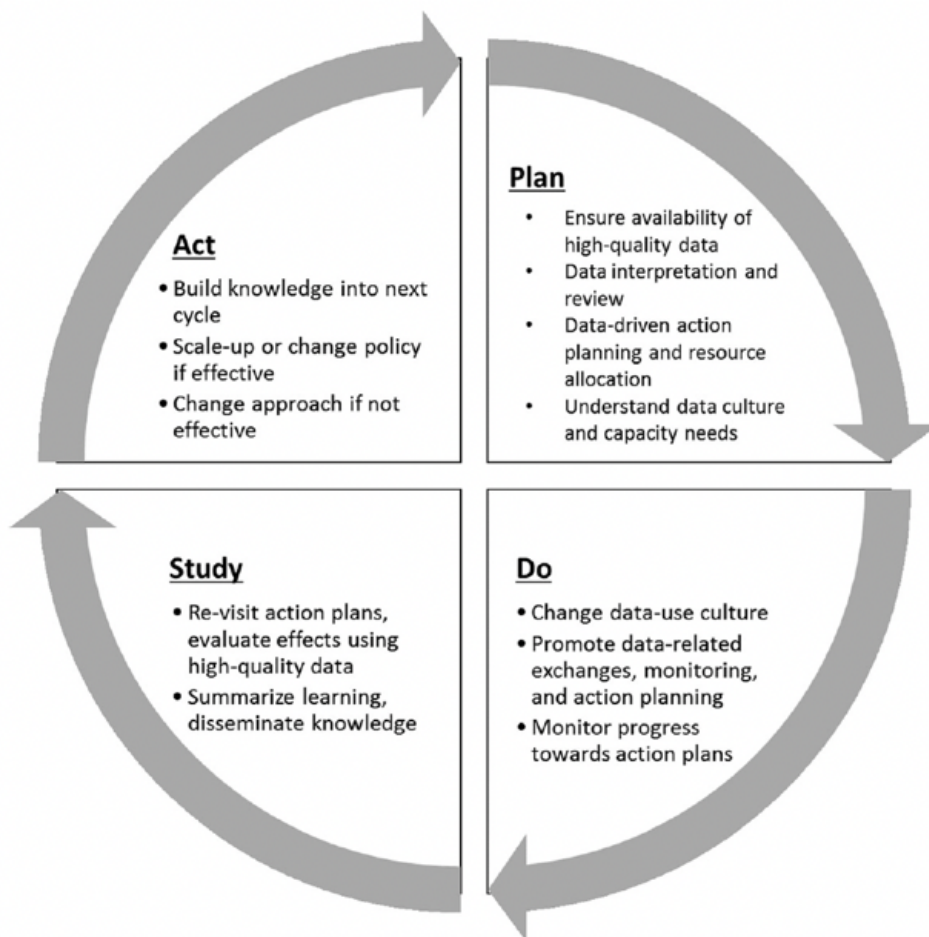 Plan
• Ensure availability of
high-quality data
• Data interpretation and
review
• Data-driven action
planning and resource
allocation
• Understand data culture
and capacity needs
Do
• Change data-use culture
• Promote data-related
exchanges, monitoring,
and action planning
• Monitor progress
towards action plans
Study
• Re-visit action plans,
evaluate effects using
high-quality data
• Summarize learning,
disseminate knowledge
Act
• Build knowledge into next
cycle
• Scale-up or change policy
if effective
• Change approach if not
effective